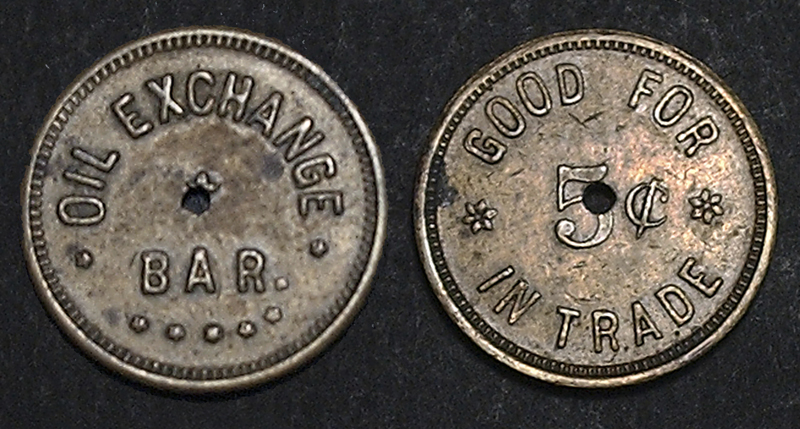 OIL EXCHANGE
BAR.
GOOD FOR
5¢
IN TRADE